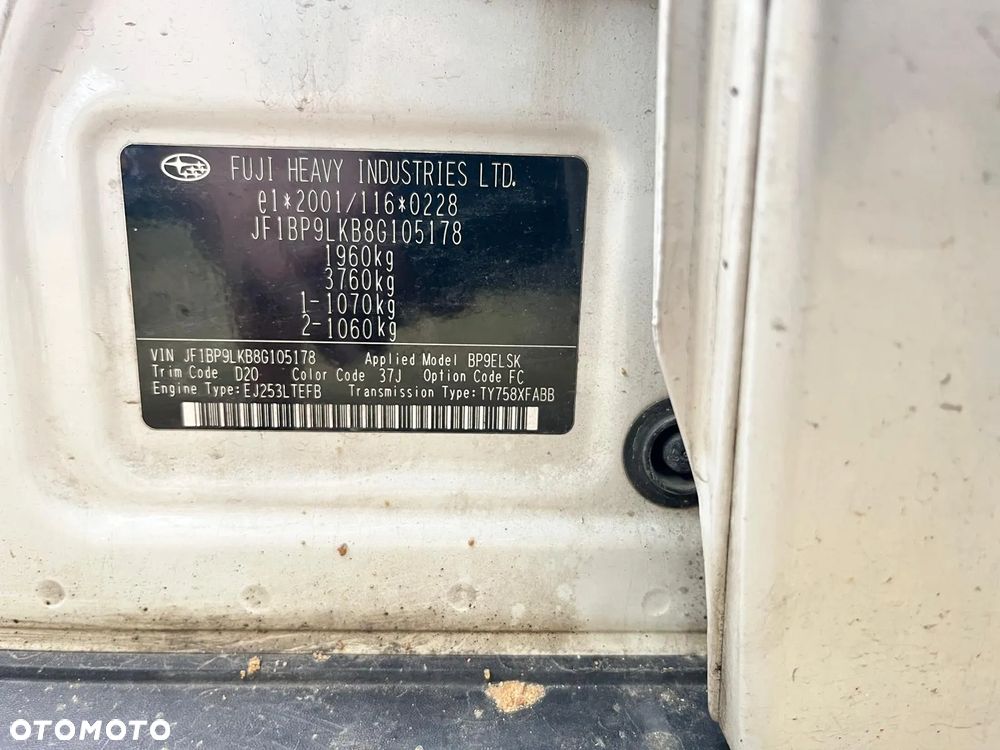 FUJI HEAVY INDUSTRIES LTD.
e1*2001/116*0228
JF1BP9LKB8G105178
1960kg
3760kg
1-1070kg
2-1060kg
VIN JF1BP9LKB8G105178 Applied Model BP9ELSK
Trim Code D20 Color Code 37J Option Code FC
Engine Type:EJ253LTEFB Transmission Type:TY758XFABB
OTOMOTO